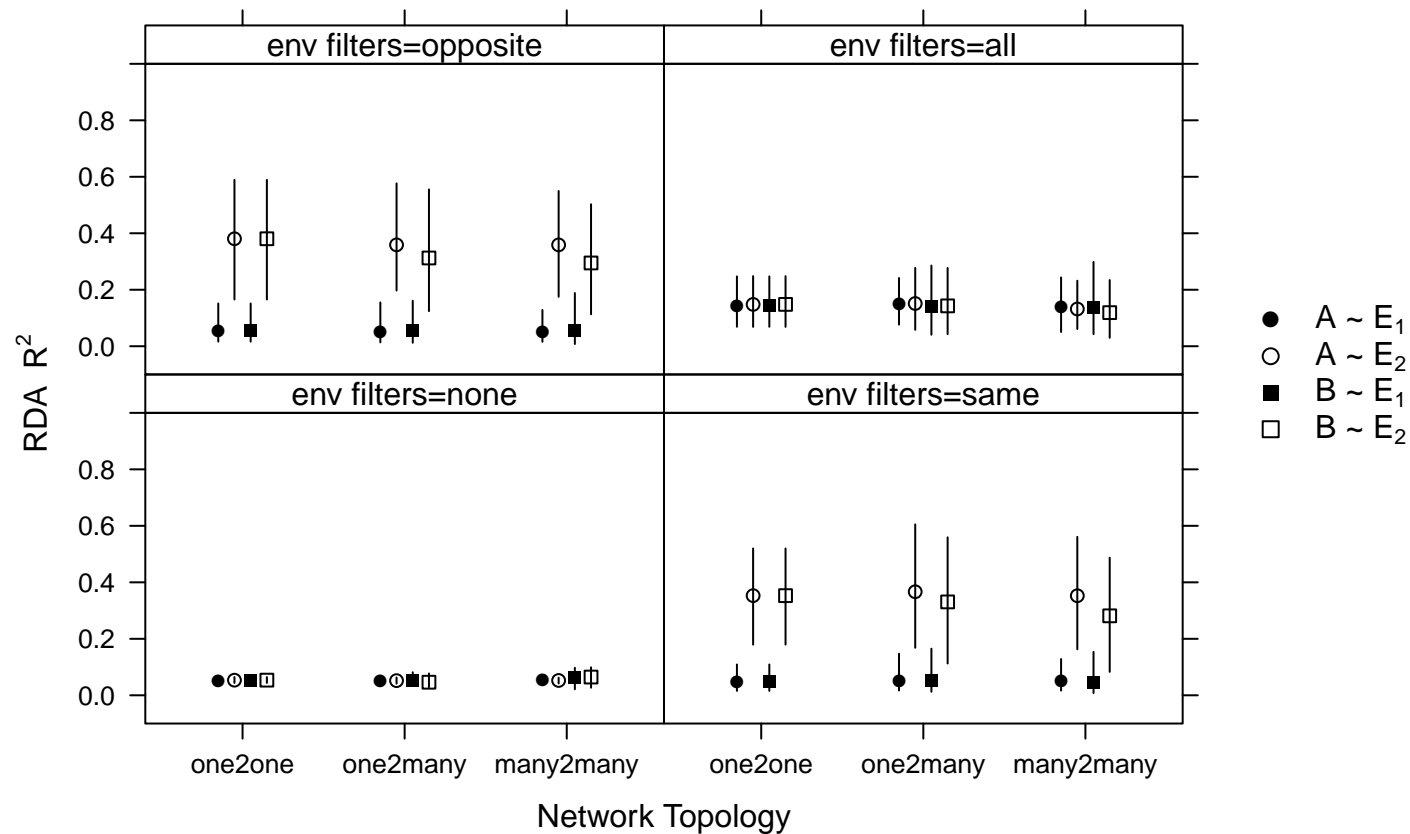 env filters=opposite
env filters=all
0.8
0.6
0.4
0.2
0.0
env filters=none
env filters=same
0.8
0.6
0.4
0.2
0.0
RDA R²
one2one one2many many2many
one2one one2many many2many
Network Topology
A ~ E₁
A ~ E₂
B ~ E₁
B ~ E₂